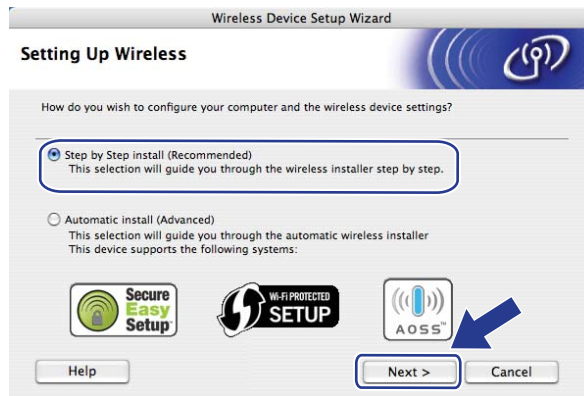 Wireless Device Setup Wizard
Setting Up Wireless
How do you wish to configure your computer and the wireless device settings?
Step by Step install (Recommended)
This selection will guide you through the wireless installer step by step.
Automatic install (Advanced)
This selection will guide you through the automatic wireless installer
This device supports the following systems:
Secure
Easy
Setup™
Wi-Fi PROTECTED
SETUP
AOSS™
Help
Next >
Cancel